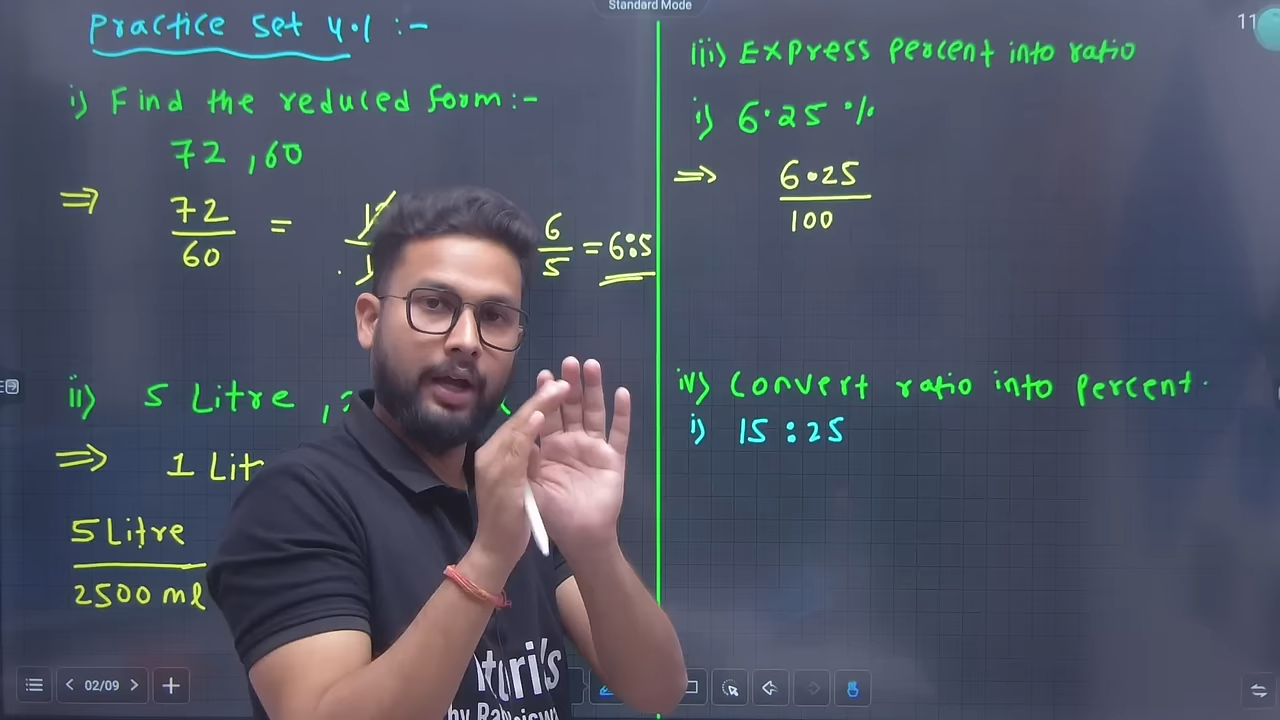 Standard Mode
11
Practice Set 4.1 :-
i) Find the reduced form:-
72 , 60
⇒ 72/60 =
6/5 = 6:5
ii) 5 Litre ,
⇒ 1 Lit
5 Litre
2500 ml
iii) Express percent into ratio
i) 6.25 %
⇒ 6.25/100
iv) Convert ratio into percent.
i) 15 : 25
02/09